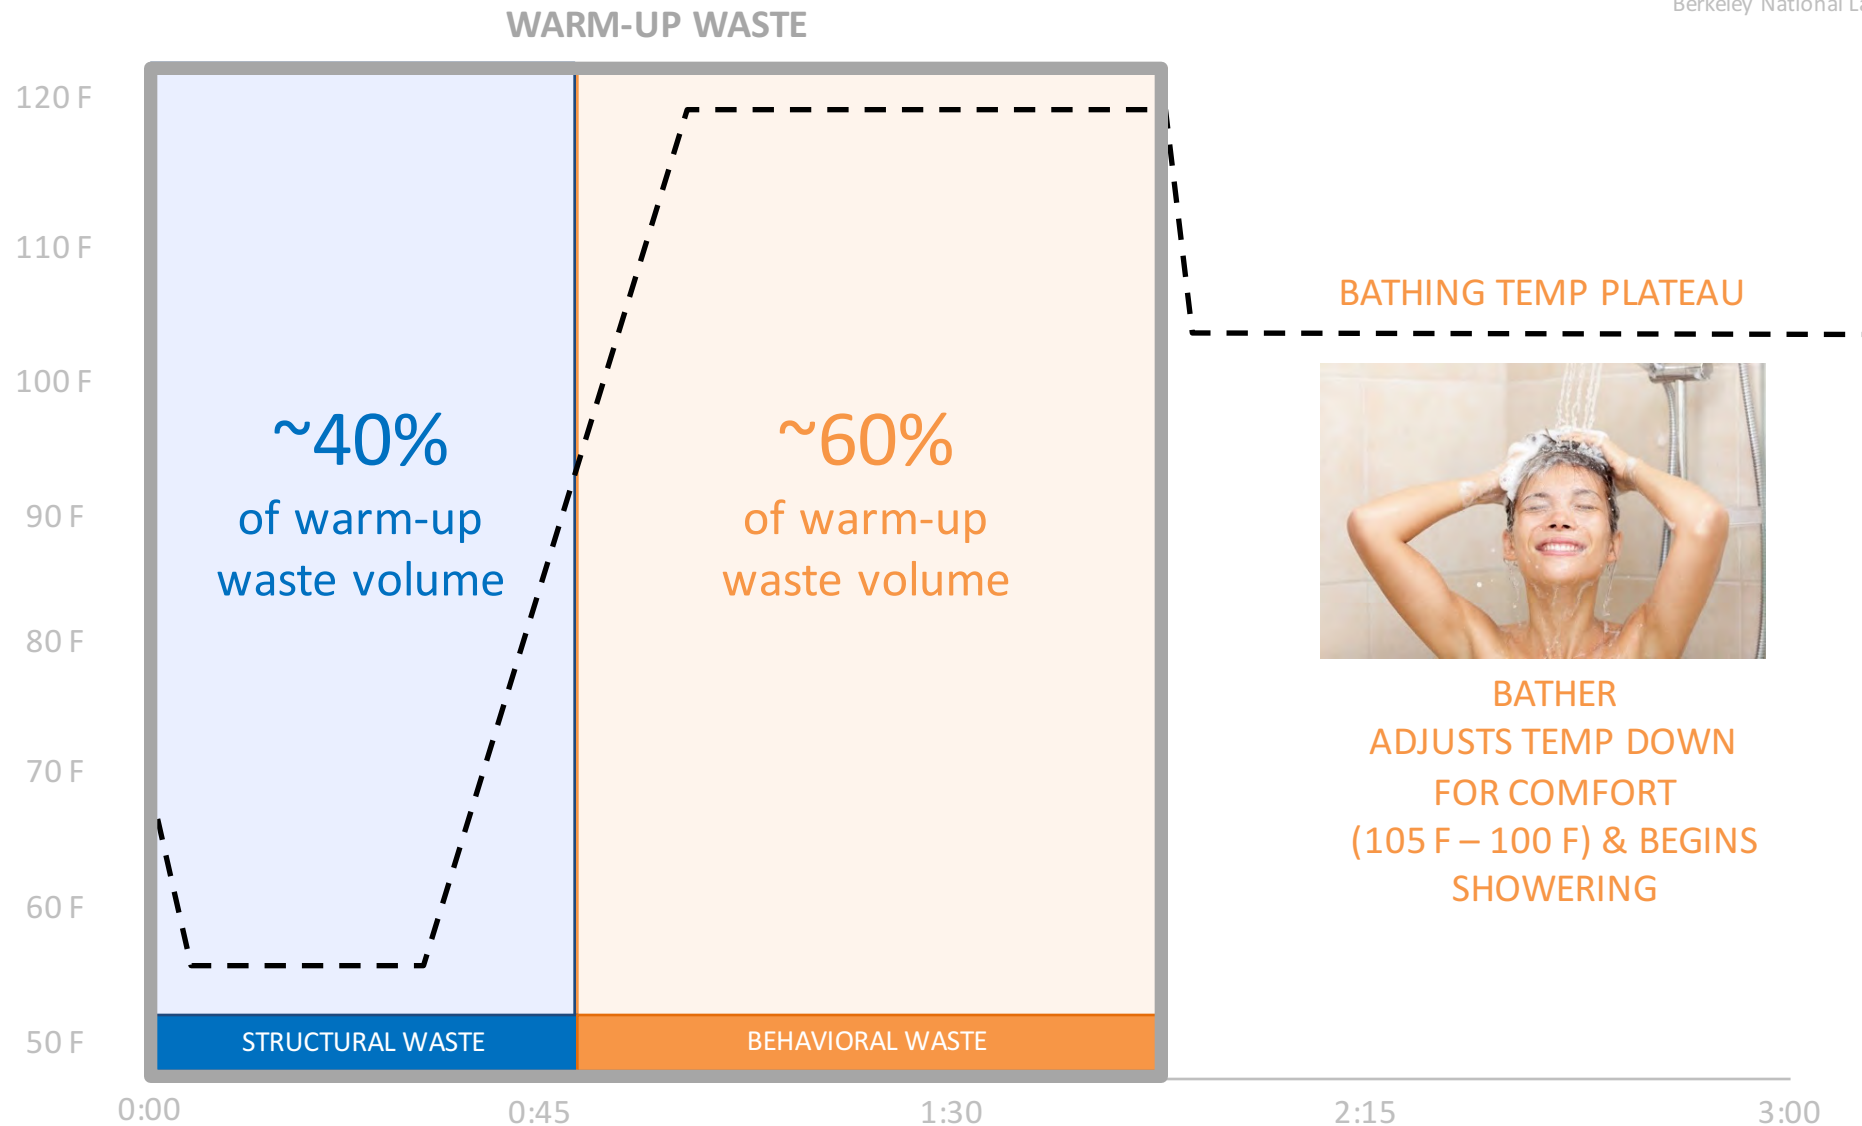 Berkeley National
WARM-UP WASTE
120 F
110 F
100 F
90 F
80 F
70 F
60 F
50 F
~40%
of warm-up
waste volume
~60%
of warm-up
waste volume
STRUCTURAL WASTE
BEHAVIORAL WASTE
BATHING TEMP PLATEAU
BATHER
ADJUSTS TEMP DOWN
FOR COMFORT
(105 F – 100 F) & BEGINS
SHOWERING
0:00
0:45
1:30
2:15
3:00